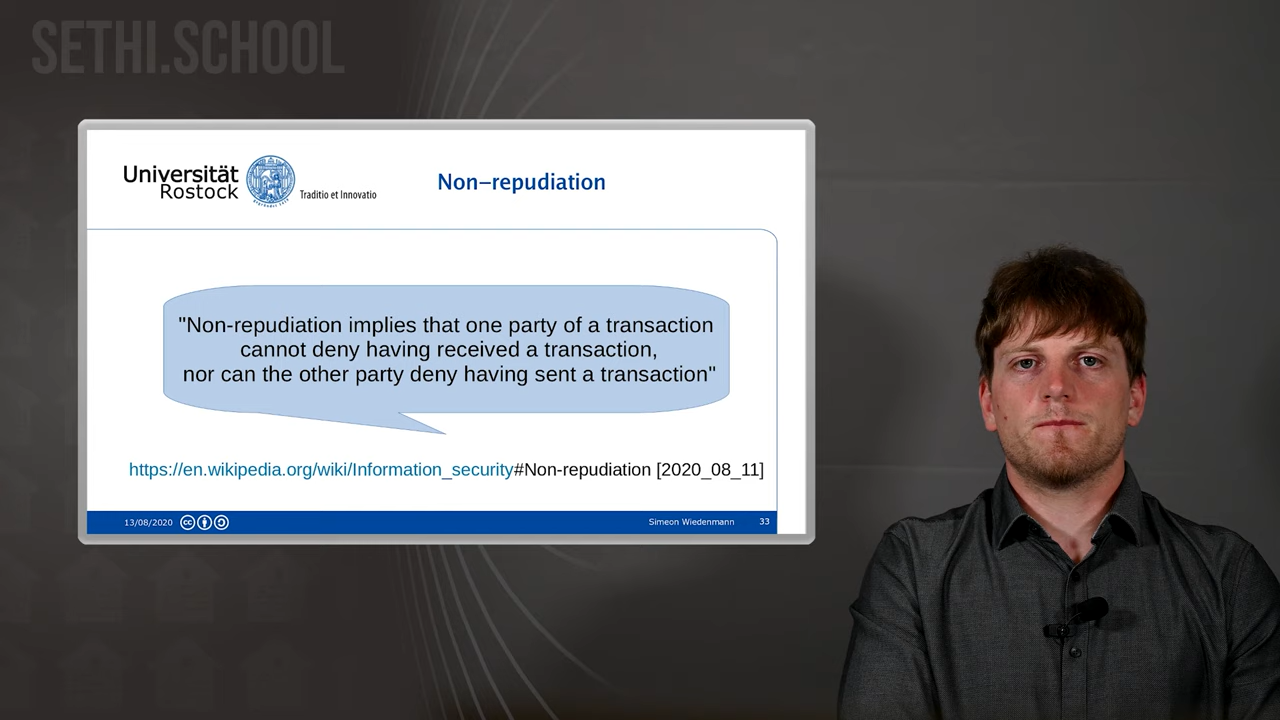 SETHI.SCHOOL
Universität
Rostock
Traditio et Innovatio
Non–repudiation
"Non-repudiation implies that one party of a transaction
cannot deny having received a transaction,
nor can the other party deny having sent a transaction"
https://en.wikipedia.org/wiki/Information_security#Non-repudiation [2020_08_11]
13/08/2020
cc
Simeon Wiedenmann
33